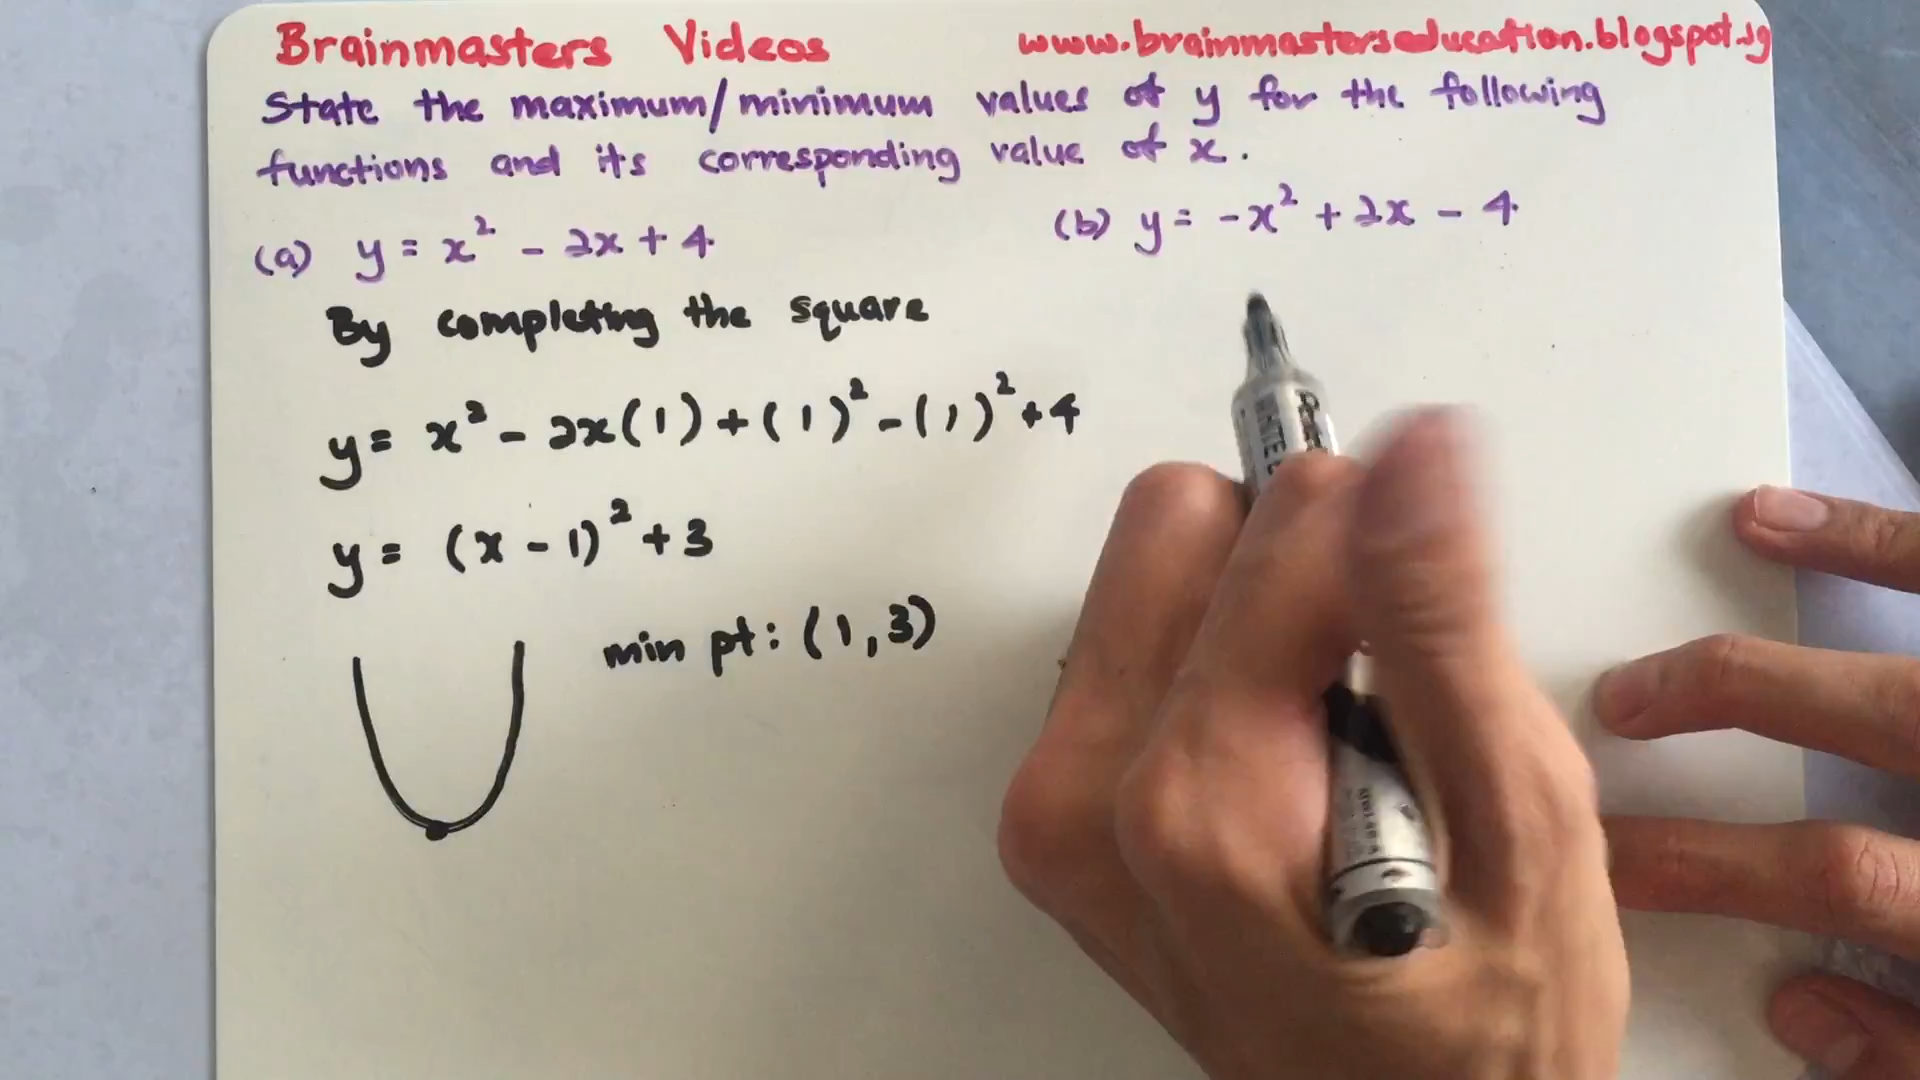 Brainmasters Videos www.brainmasterseducation.blogspot.sg
State the maximum/minimum values of y for the following
functions and its corresponding value of x.
(a) y = x² - 2x + 4
(b) y = -x² + 2x - 4
By completing the square
y = x² - 2x(1) + (1)² - (1)² + 4
y = (x - 1)² + 3
min pt: (1, 3)